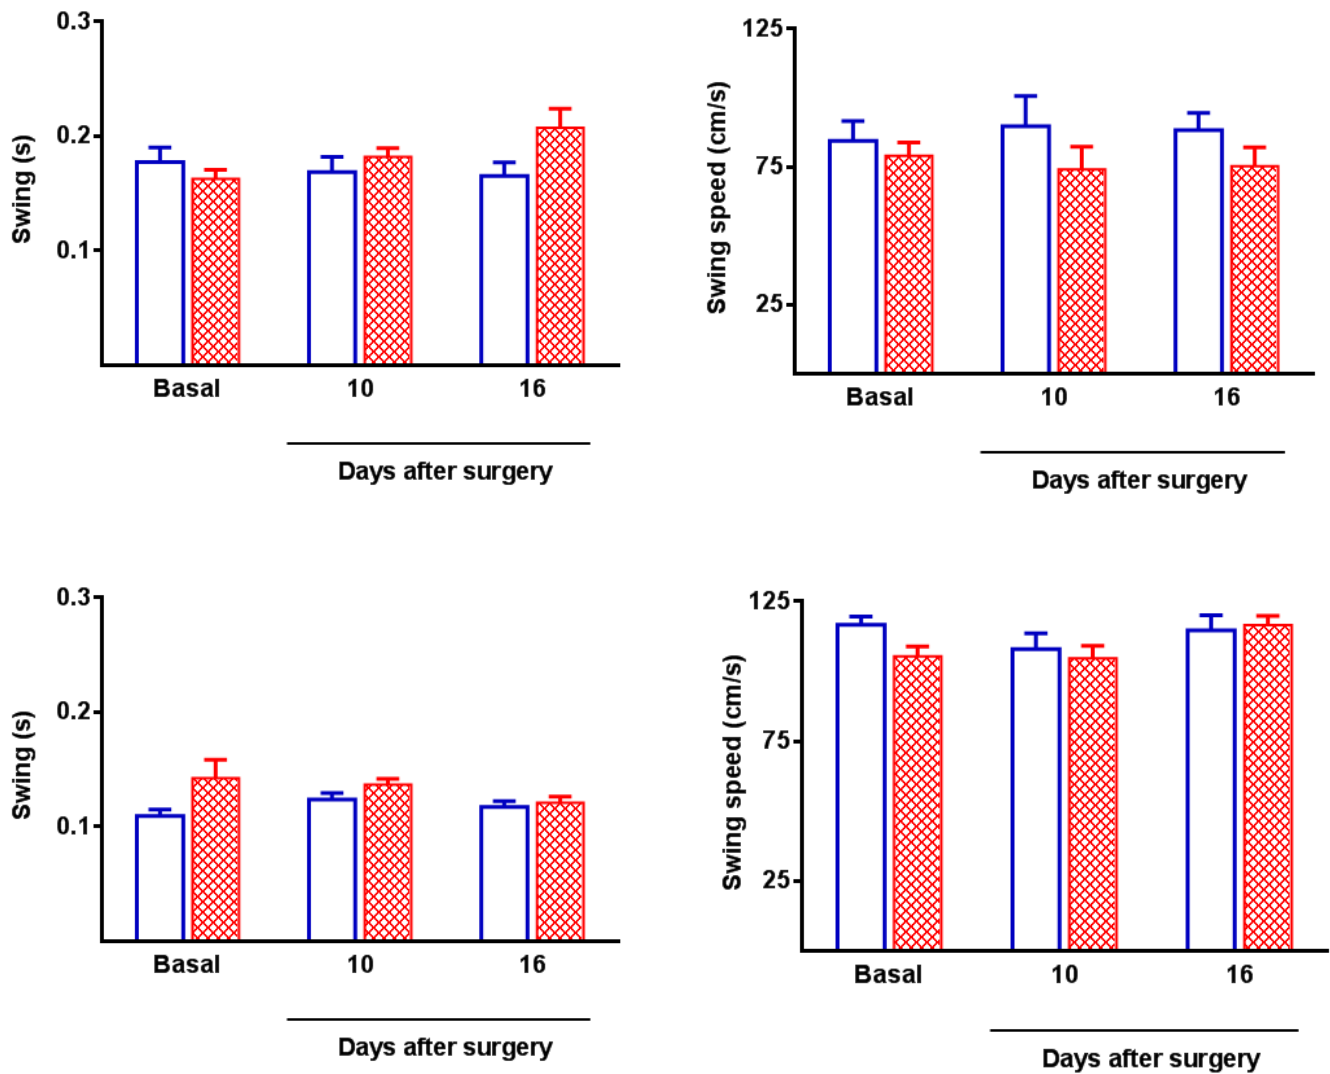 0.3
0.2
0.1
Swing (s)
Basal
10
16
Days after surgery
125
75
25
Swing speed (cm/s)
Basal
10
16
Days after surgery
0.3
0.2
0.1
Swing (s)
Basal
10
16
Days after surgery
125
75
25
Swing speed (cm/s)
Basal
10
16
Days after surgery